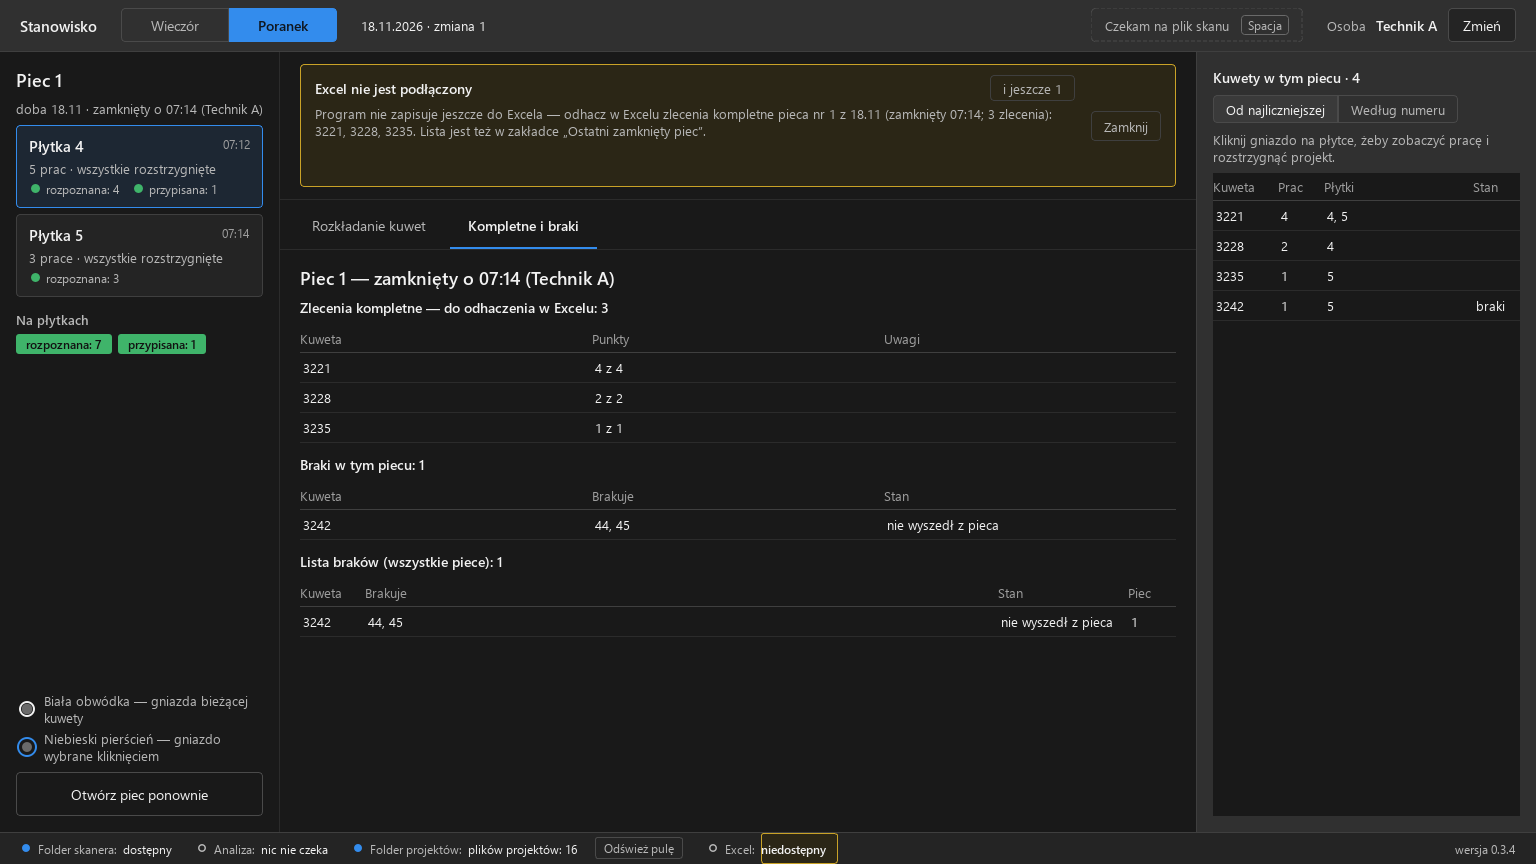 Stanowisko
Wieczór
Poranek
18.11.2026 · zmiana 1
Czekam na plik skanu
Spacja
Osoba
Technik A
Zmień
Piec 1
doba 18.11 · zamknięty o 07:14 (Technik A)
Płytka 4
07:12
5 prac · wszystkie rozstrzygnięte
rozpoznana: 4
przypisana: 1
Płytka 5
07:14
3 prace · wszystkie rozstrzygnięte
rozpoznana: 3
Na płytkach
rozpoznana: 7
przypisana: 1
Biała obwódka — gniazda bieżącej
kuwety
Niebieski pierścień — gniazdo
wybrane kliknięciem
Otwórz piec ponownie
Excel nie jest podłączony
i jeszcze 1
Program nie zapisuje jeszcze do Excela — odhacz w Excelu zlecenia kompletne pieca nr 1 z 18.11 (zamknięty 07:14; 3 zlecenia):
3221, 3228, 3235. Lista jest też w zakładce „Ostatni zamknięty piec”.
Zamknij
Rozkładanie kuwet
Kompletne i braki
Piec 1 — zamknięty o 07:14 (Technik A)
Zlecenia kompletne — do odhaczenia w Excelu: 3
Kuweta Punkty Uwagi
3221 4 z 4
3228 2 z 2
3235 1 z 1
Braki w tym piecu: 1
Kuweta Brakuje Stan
3242 44, 45 nie wyszedł z pieca
Lista braków (wszystkie piece): 1
Kuweta Brakuje Stan Piec
3242 44, 45 nie wyszedł z pieca 1
Kuwety w tym piecu · 4
Od najliczniejszej
Według numeru
Kliknij gniazdo na płytce, żeby zobaczyć pracę i
rozstrzygnąć projekt.
Kuweta Prac Płytki Stan
3221 4 4, 5
3228 2 4
3235 1 5
3242 1 5 braki
Folder skanera: dostępny
Analiza: nic nie czeka
Folder projektów: plików projektów: 16
Odśwież pulę
Excel: niedostępny
wersja 0.3.4